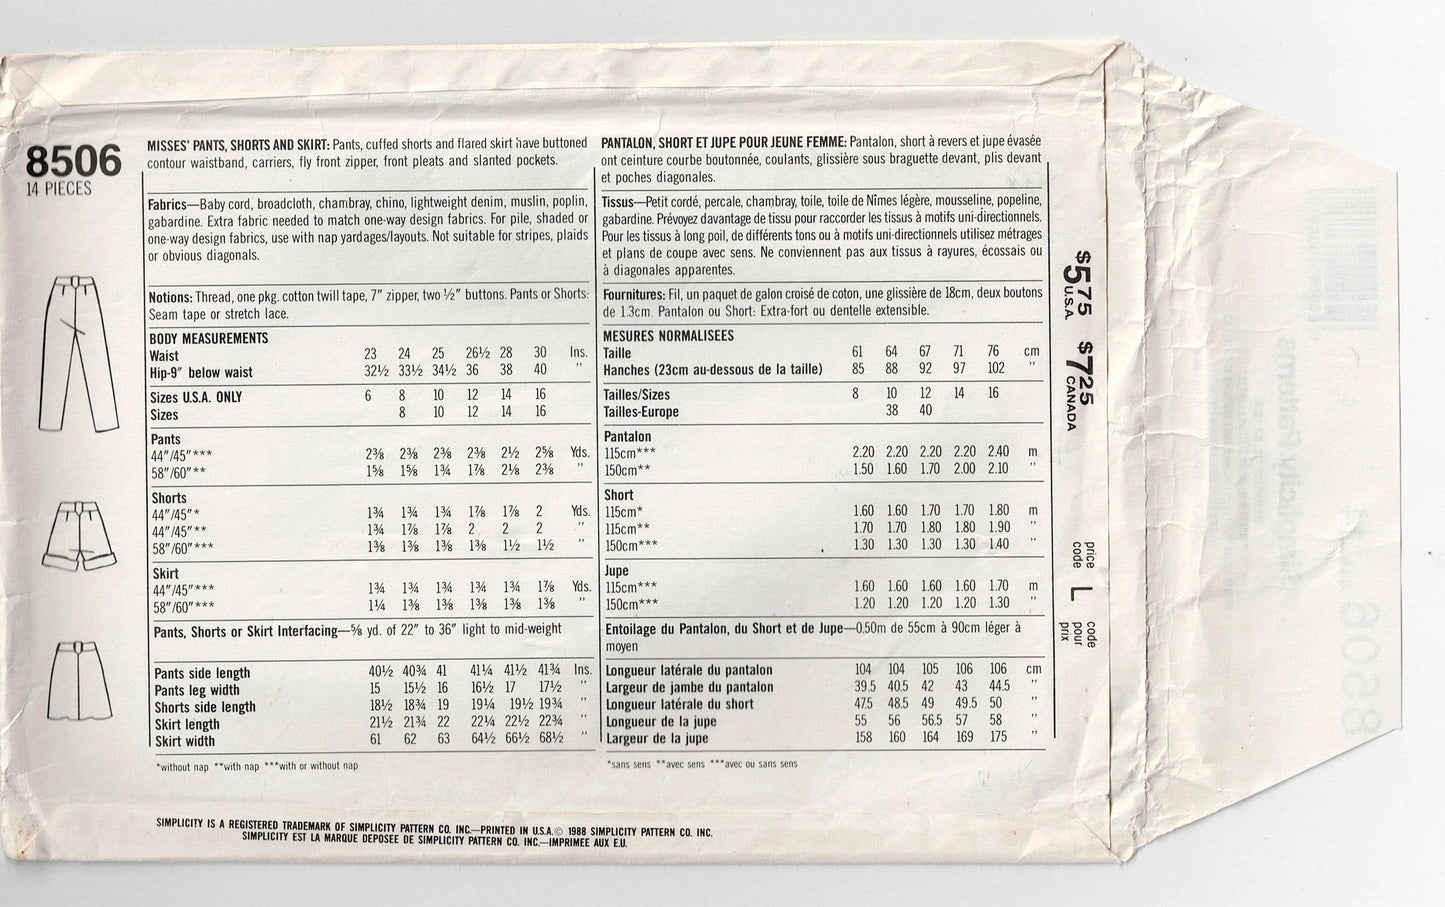 8506
14 PIECES
MISSES' PANTS, SHORTS AND SKIRT: Pants, cuffed shorts and flared skirt have buttoned
contour waistband, carriers, fly front zipper, front pleats and slanted pockets.
Fabrics—Baby cord, broadcloth, chambray, chino, lightweight denim, muslin, poplin,
gabardine. Extra fabric needed to match one-way design fabrics. For pile, shaded or
one-way design fabrics, use with nap yardages/layouts. Not suitable for stripes, plaids
or obvious diagonals.
Notions: Thread, one pkg. cotton twill tape, 7" zipper, two ½" buttons. Pants or Shorts:
Seam tape or stretch lace.
BODY MEASUREMENTS
Waist 23 24 25 26½ 28 30 Ins.
Hip-9" below waist 32½ 33½ 34½ 36 38 40 "
Sizes U.S.A. ONLY 6 8 10 12 14 16
Sizes 8 10 12 14 16
Pants
44"/45"*** 2⅜ 2⅜ 2⅜ 2⅜ 2½ 2⅝ Yds.
58"/60"** 1⅝ 1⅝ 1¾ 1⅞ 2⅛ 2⅜ "
Shorts
44"/45"* 1¾ 1¾ 1¾ 1⅞ 1⅞ 2 Yds.
44"/45"** 1¾ 1⅞ 1⅞ 2 2 2 "
58"/60"*** 1⅜ 1⅜ 1⅜ 1⅜ 1½ 1½ "
Skirt
44"/45"*** 1¾ 1¾ 1¾ 1¾ 1¾ 1⅞ Yds.
58"/60"*** 1¼ 1⅜ 1⅜ 1⅜ 1⅜ 1⅜ "
Pants, Shorts or Skirt Interfacing—⅝ yd. of 22" to 36" light to mid-weight
Pants side length 40½ 40¾ 41 41¼ 41½ 41¾ Ins.
Pants leg width 15 15½ 16 16½ 17 17½ "
Shorts side length 18½ 18¾ 19 19¼ 19½ 19¾ "
Skirt length 21½ 21¾ 22 22¼ 22½ 22¾ "
Skirt width 61 62 63 64½ 66½ 68½ "
*without nap **with nap ***with or without nap
PANTALON, SHORT ET JUPE POUR JEUNE FEMME: Pantalon, short à revers et jupe évasée
ont ceinture courbe boutonnée, coulants, glissière sous braguette devant, plis devant
et poches diagonales.
Tissus—Petit cordé, percale, chambray, toile, toile de Nîmes légère, mousseline, popeline,
gabardine. Prévoyez davantage de tissu pour raccorder les tissus à motifs uni-directionnels.
Pour les tissus à long poil, de différents tons ou à motifs uni-directionnels utilisez métrages
et plans de coupe avec sens. Ne conviennent pas aux tissus à rayures, écossais ou
à diagonales apparentes.
Fournitures: Fil, un paquet de galon croisé de coton, une glissière de 18cm, deux boutons
de 1.3cm. Pantalon ou Short: Extra-fort ou dentelle extensible.
MESURES NORMALISEES
Taille 61 64 67 71 76 cm
Hanches (23cm au-dessous de la taille) 85 88 92 97 102 "
Tailles/Sizes 8 10 12 14 16
Tailles-Europe 38 40
Pantalon
115cm*** 2.20 2.20 2.20 2.20 2.40 m
150cm** 1.50 1.60 1.70 2.00 2.10 "
Short
115cm* 1.60 1.60 1.70 1.70 1.80 m
115cm** 1.70 1.70 1.80 1.80 1.90 "
150cm*** 1.30 1.30 1.30 1.30 1.40 "
Jupe
115cm*** 1.60 1.60 1.60 1.60 1.70 m
150cm*** 1.20 1.20 1.20 1.20 1.30 "
Entoilage du Pantalon, du Short et de Jupe—0.50m de 55cm à 90cm léger à
moyen
Longueur latérale du pantalon 104 104 105 106 106 cm
Largeur de jambe du pantalon 39.5 40.5 42 43 44.5 "
Longueur latérale du short 47.5 48.5 49 49.5 50 "
Longueur de la jupe 55 56 56.5 57 58 "
Largeur de la jupe 158 160 164 169 175 "
*sans sens **avec sens ***avec ou sans sens
$5.75 U.S.A. $7.25 CANADA
price code L code pour prix
SIMPLICITY IS A REGISTERED TRADEMARK OF SIMPLICITY PATTERN CO. INC.—PRINTED IN U.S.A.© 1988 SIMPLICITY PATTERN CO. INC.
SIMPLICITY EST LA MARQUE DEPOSEE DE SIMPLICITY PATTERN CO. INC.—IMPRIMEE AUX E.U.
8506